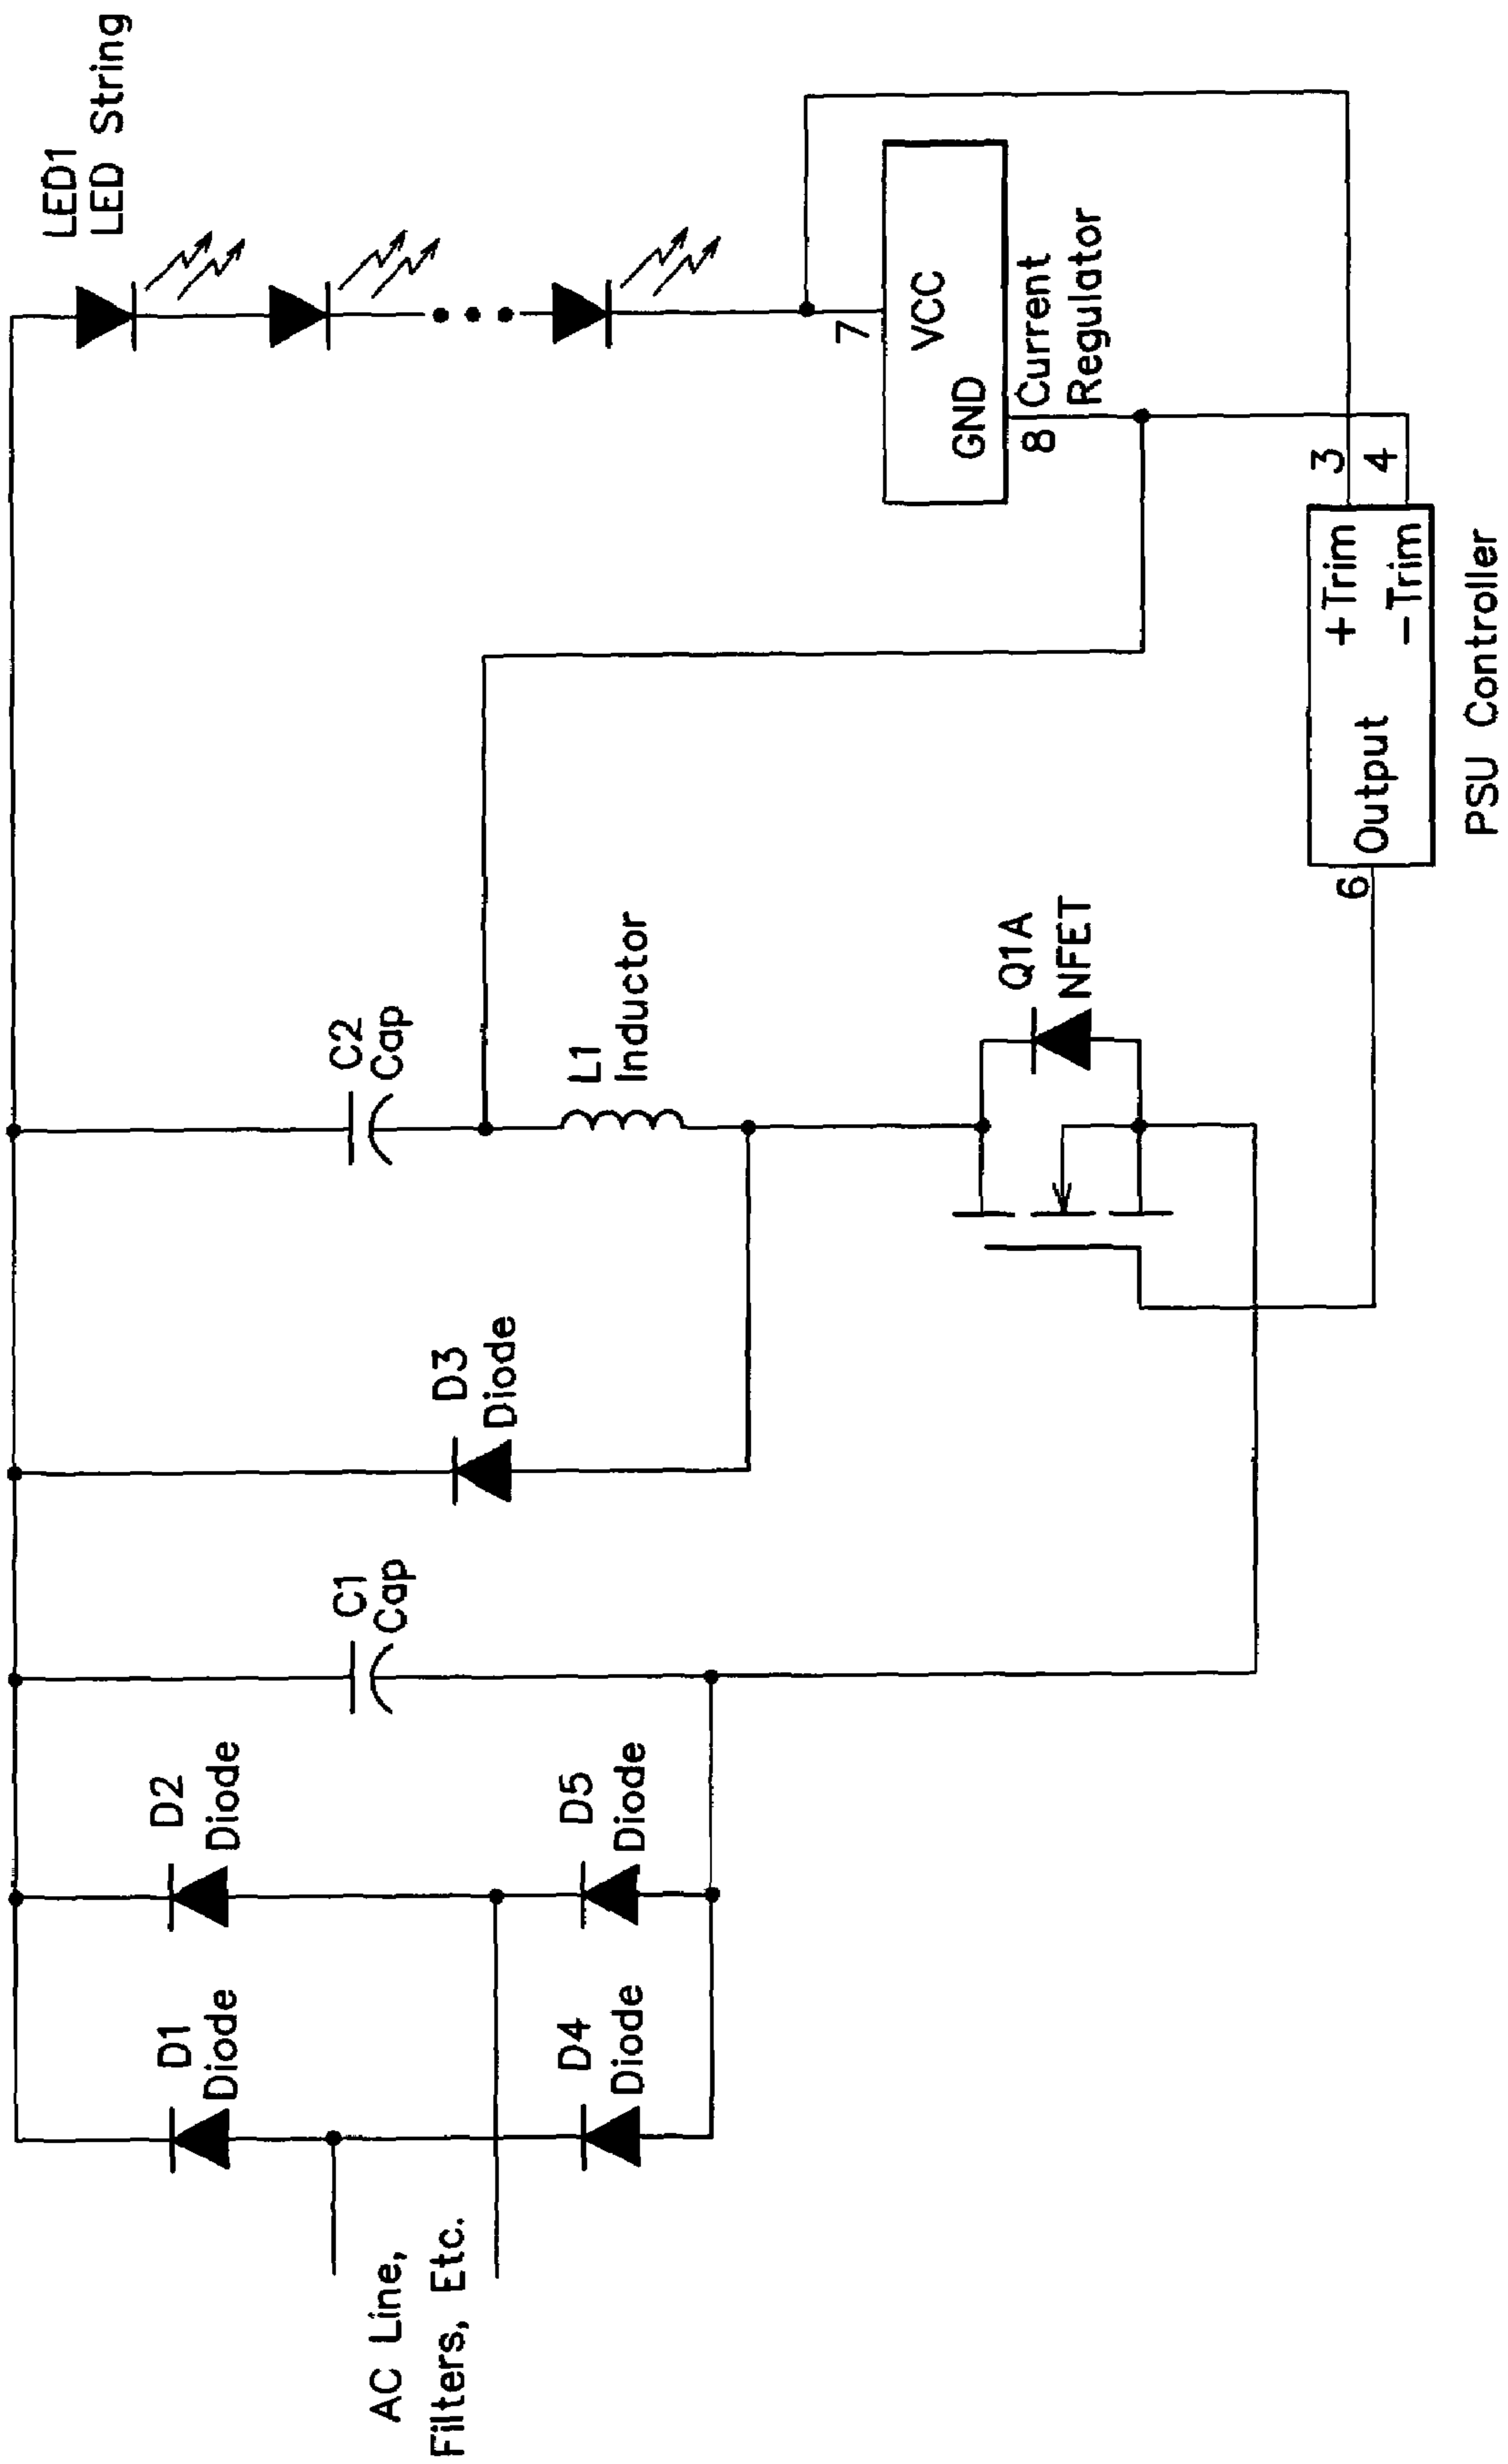 LED1
LED String
C2
Cap
C1
Cap
D3
Diode
D2
Diode
D1
Diode
L1
Inductor
D5
Diode
D4
Diode
AC Line,
Filters, Etc.
7
VCC
GND
8
Current
Regulator
Q1A
NFET
3
4
+Trim
−Trim
Output
6
PSU Controller